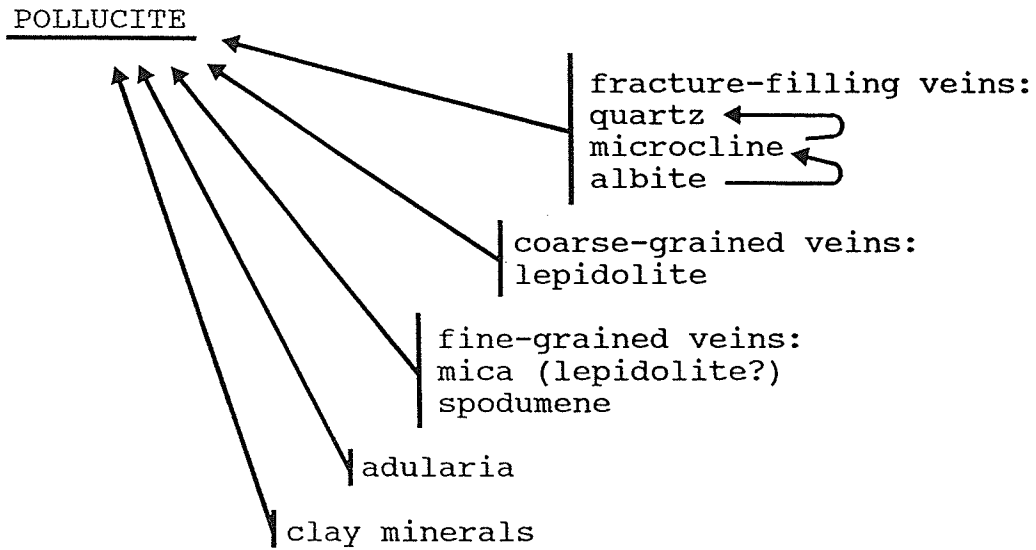 POLLUCITE
fracture-filling veins:
quartz
microcline
albite
coarse-grained veins:
lepidolite
fine-grained veins:
mica (lepidolite?)
spodumene
adularia
clay minerals